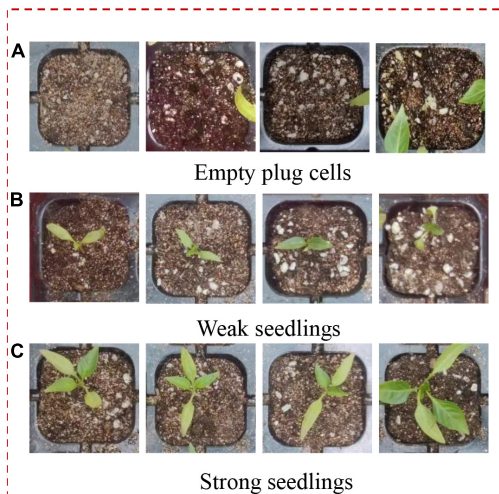 A
Empty plug cells
B
Weak seedlings
C
Strong seedlings